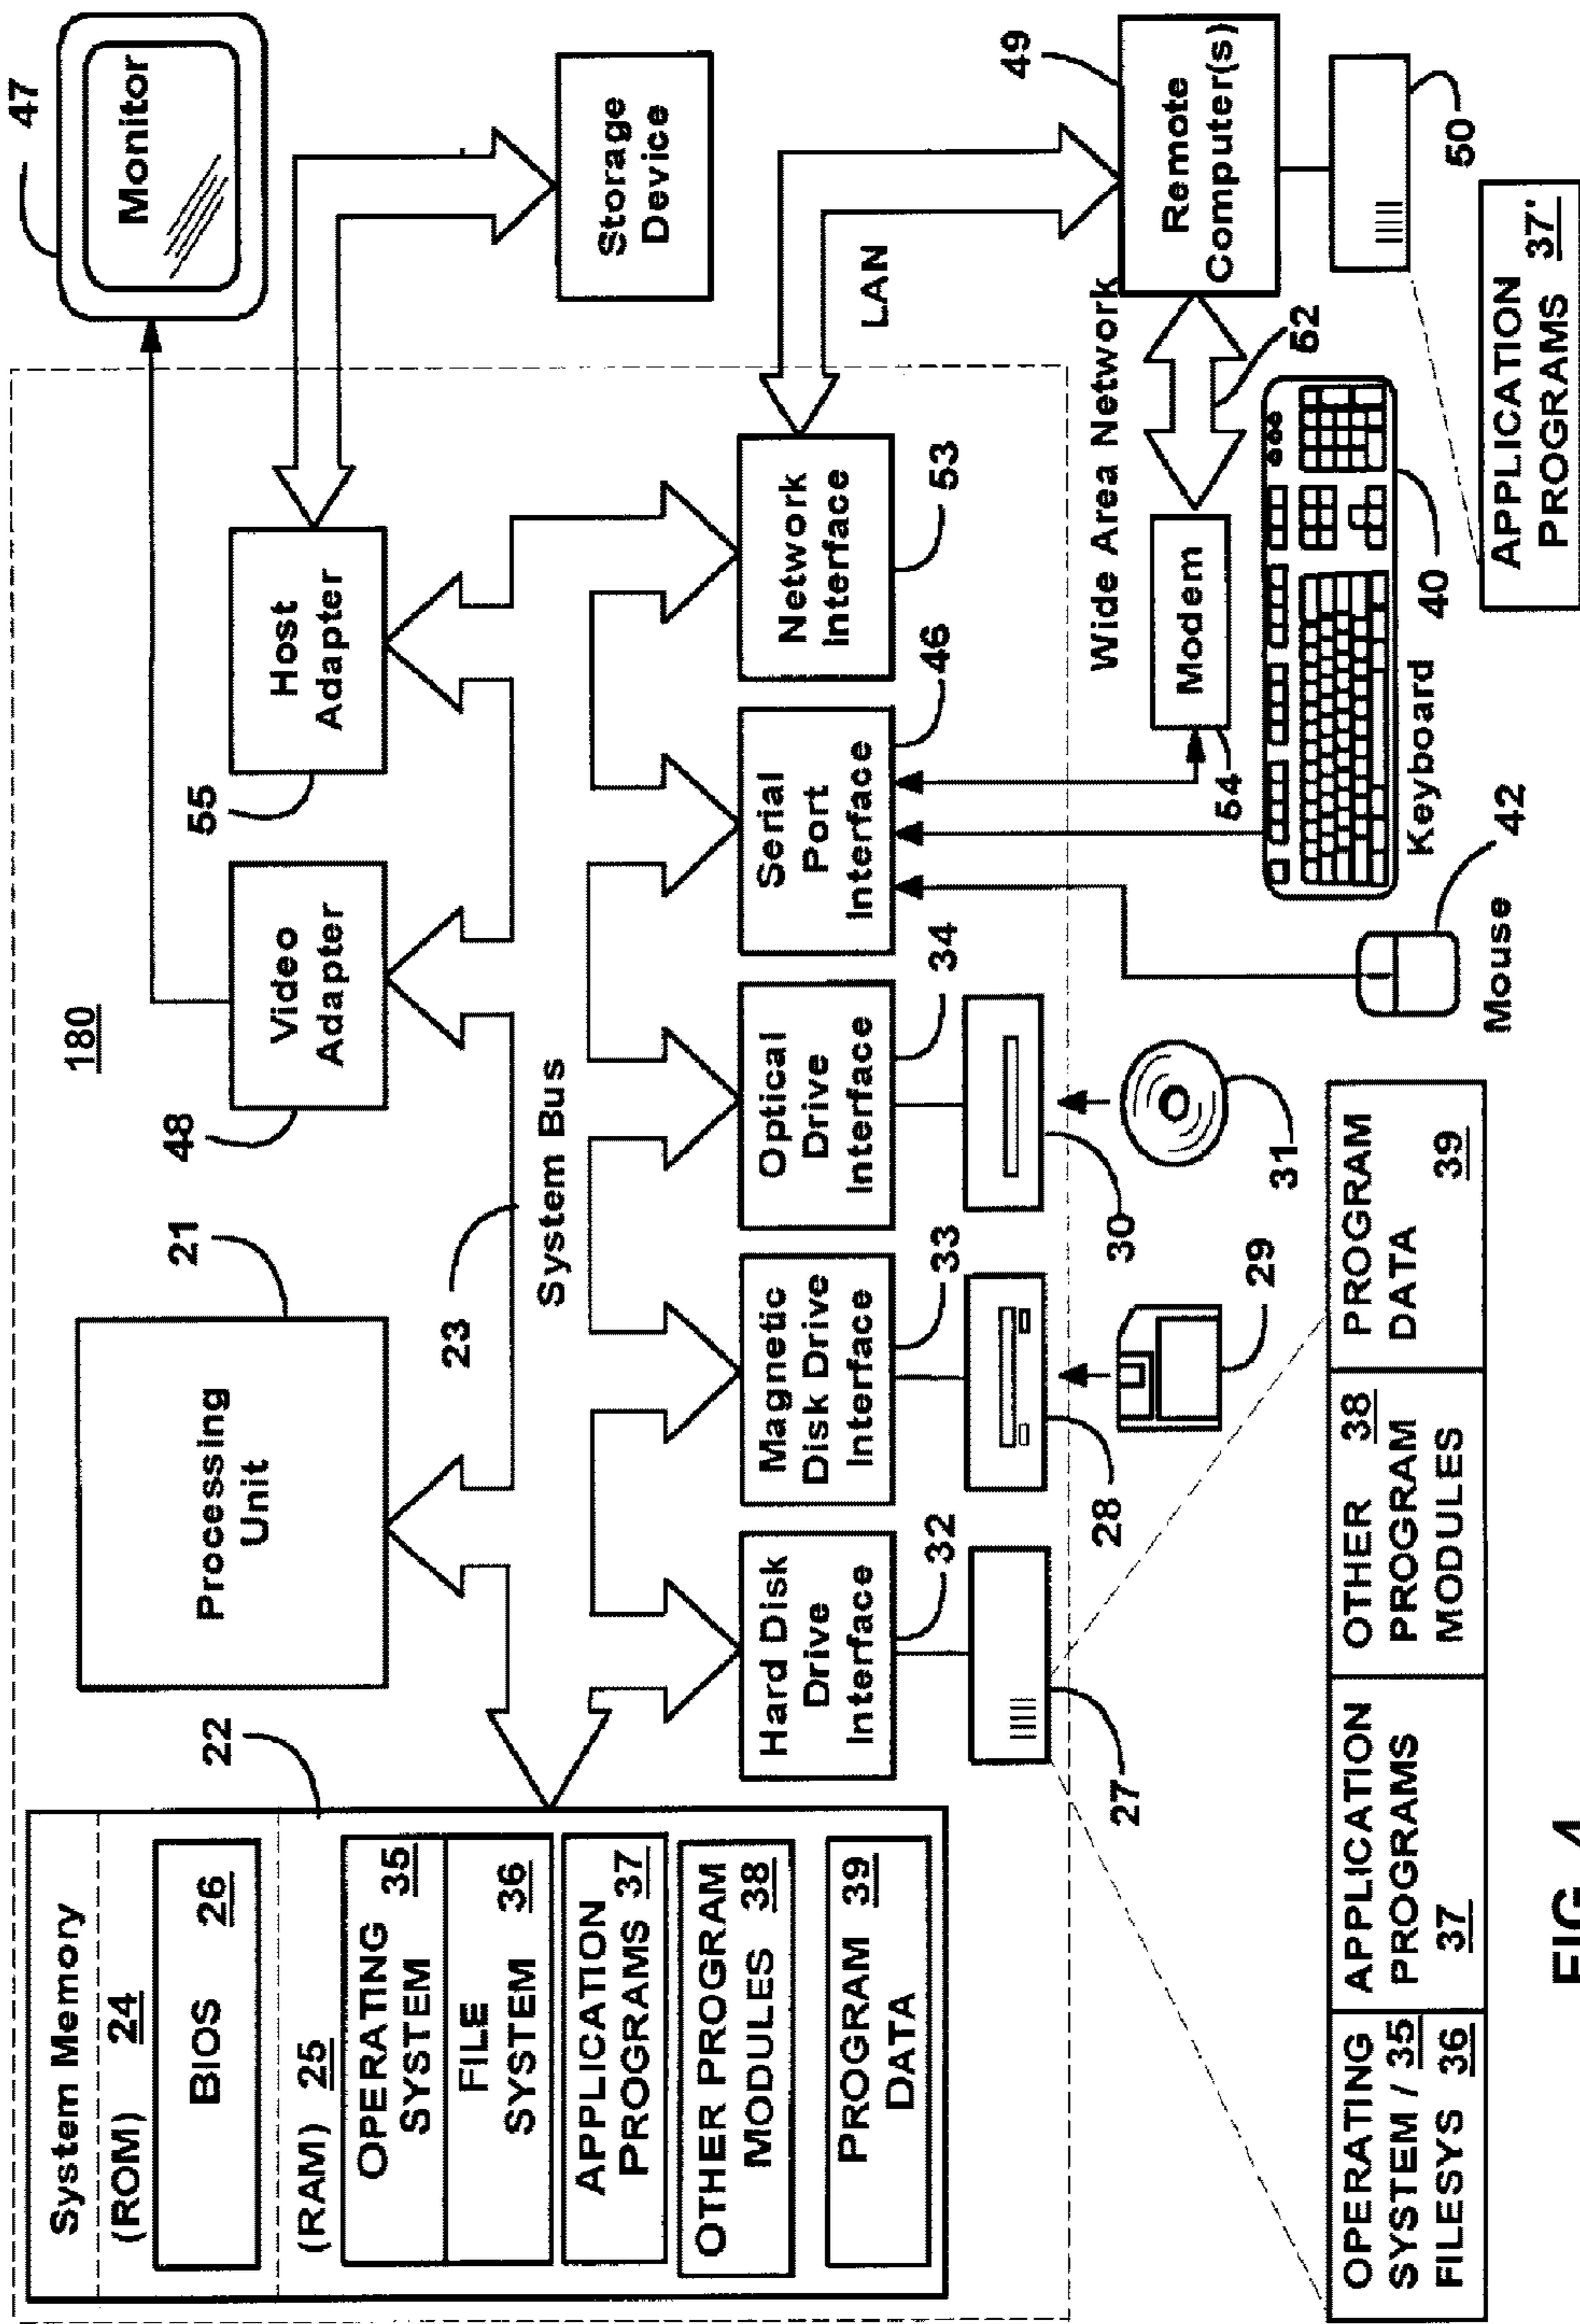 180
System Memory
(ROM) 24
BIOS 26
(RAM) 25
OPERATING
SYSTEM 35
FILE
SYSTEM 36
APPLICATION
PROGRAMS 37
OTHER PROGRAM
MODULES 38
PROGRAM 39
DATA
22
Processing
Unit
21
48
Video
Adapter
55
Host
Adapter
47
Monitor
23
System Bus
Storage
Device
Hard Disk
Drive
Interface
32
Magnetic
Disk Drive
Interface
33
Optical
Drive
Interface
34
Serial
Port
Interface
46
Network
Interface
53
LAN
49
Remote
Computer(s)
Wide Area Network
27
28
30
29
31
54
Modem
52
50
Keyboard
40
Mouse
42
OPERATING
SYSTEM / 35
FILESYS 36
APPLICATION
PROGRAMS
37
OTHER 38
PROGRAM
MODULES
PROGRAM
DATA
39
APPLICATION
PROGRAMS 37'
FIG. 4